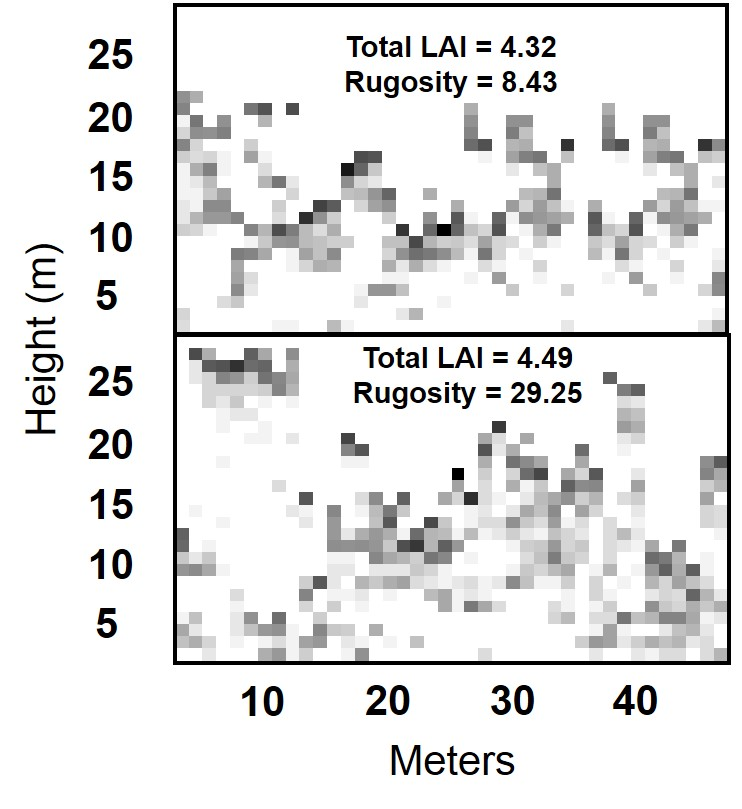 Total LAI = 4.32
Rugosity = 8.43
25
20
15
10
5
Total LAI = 4.49
Rugosity = 29.25
25
20
15
10
5
Height (m)
10 20 30 40
Meters